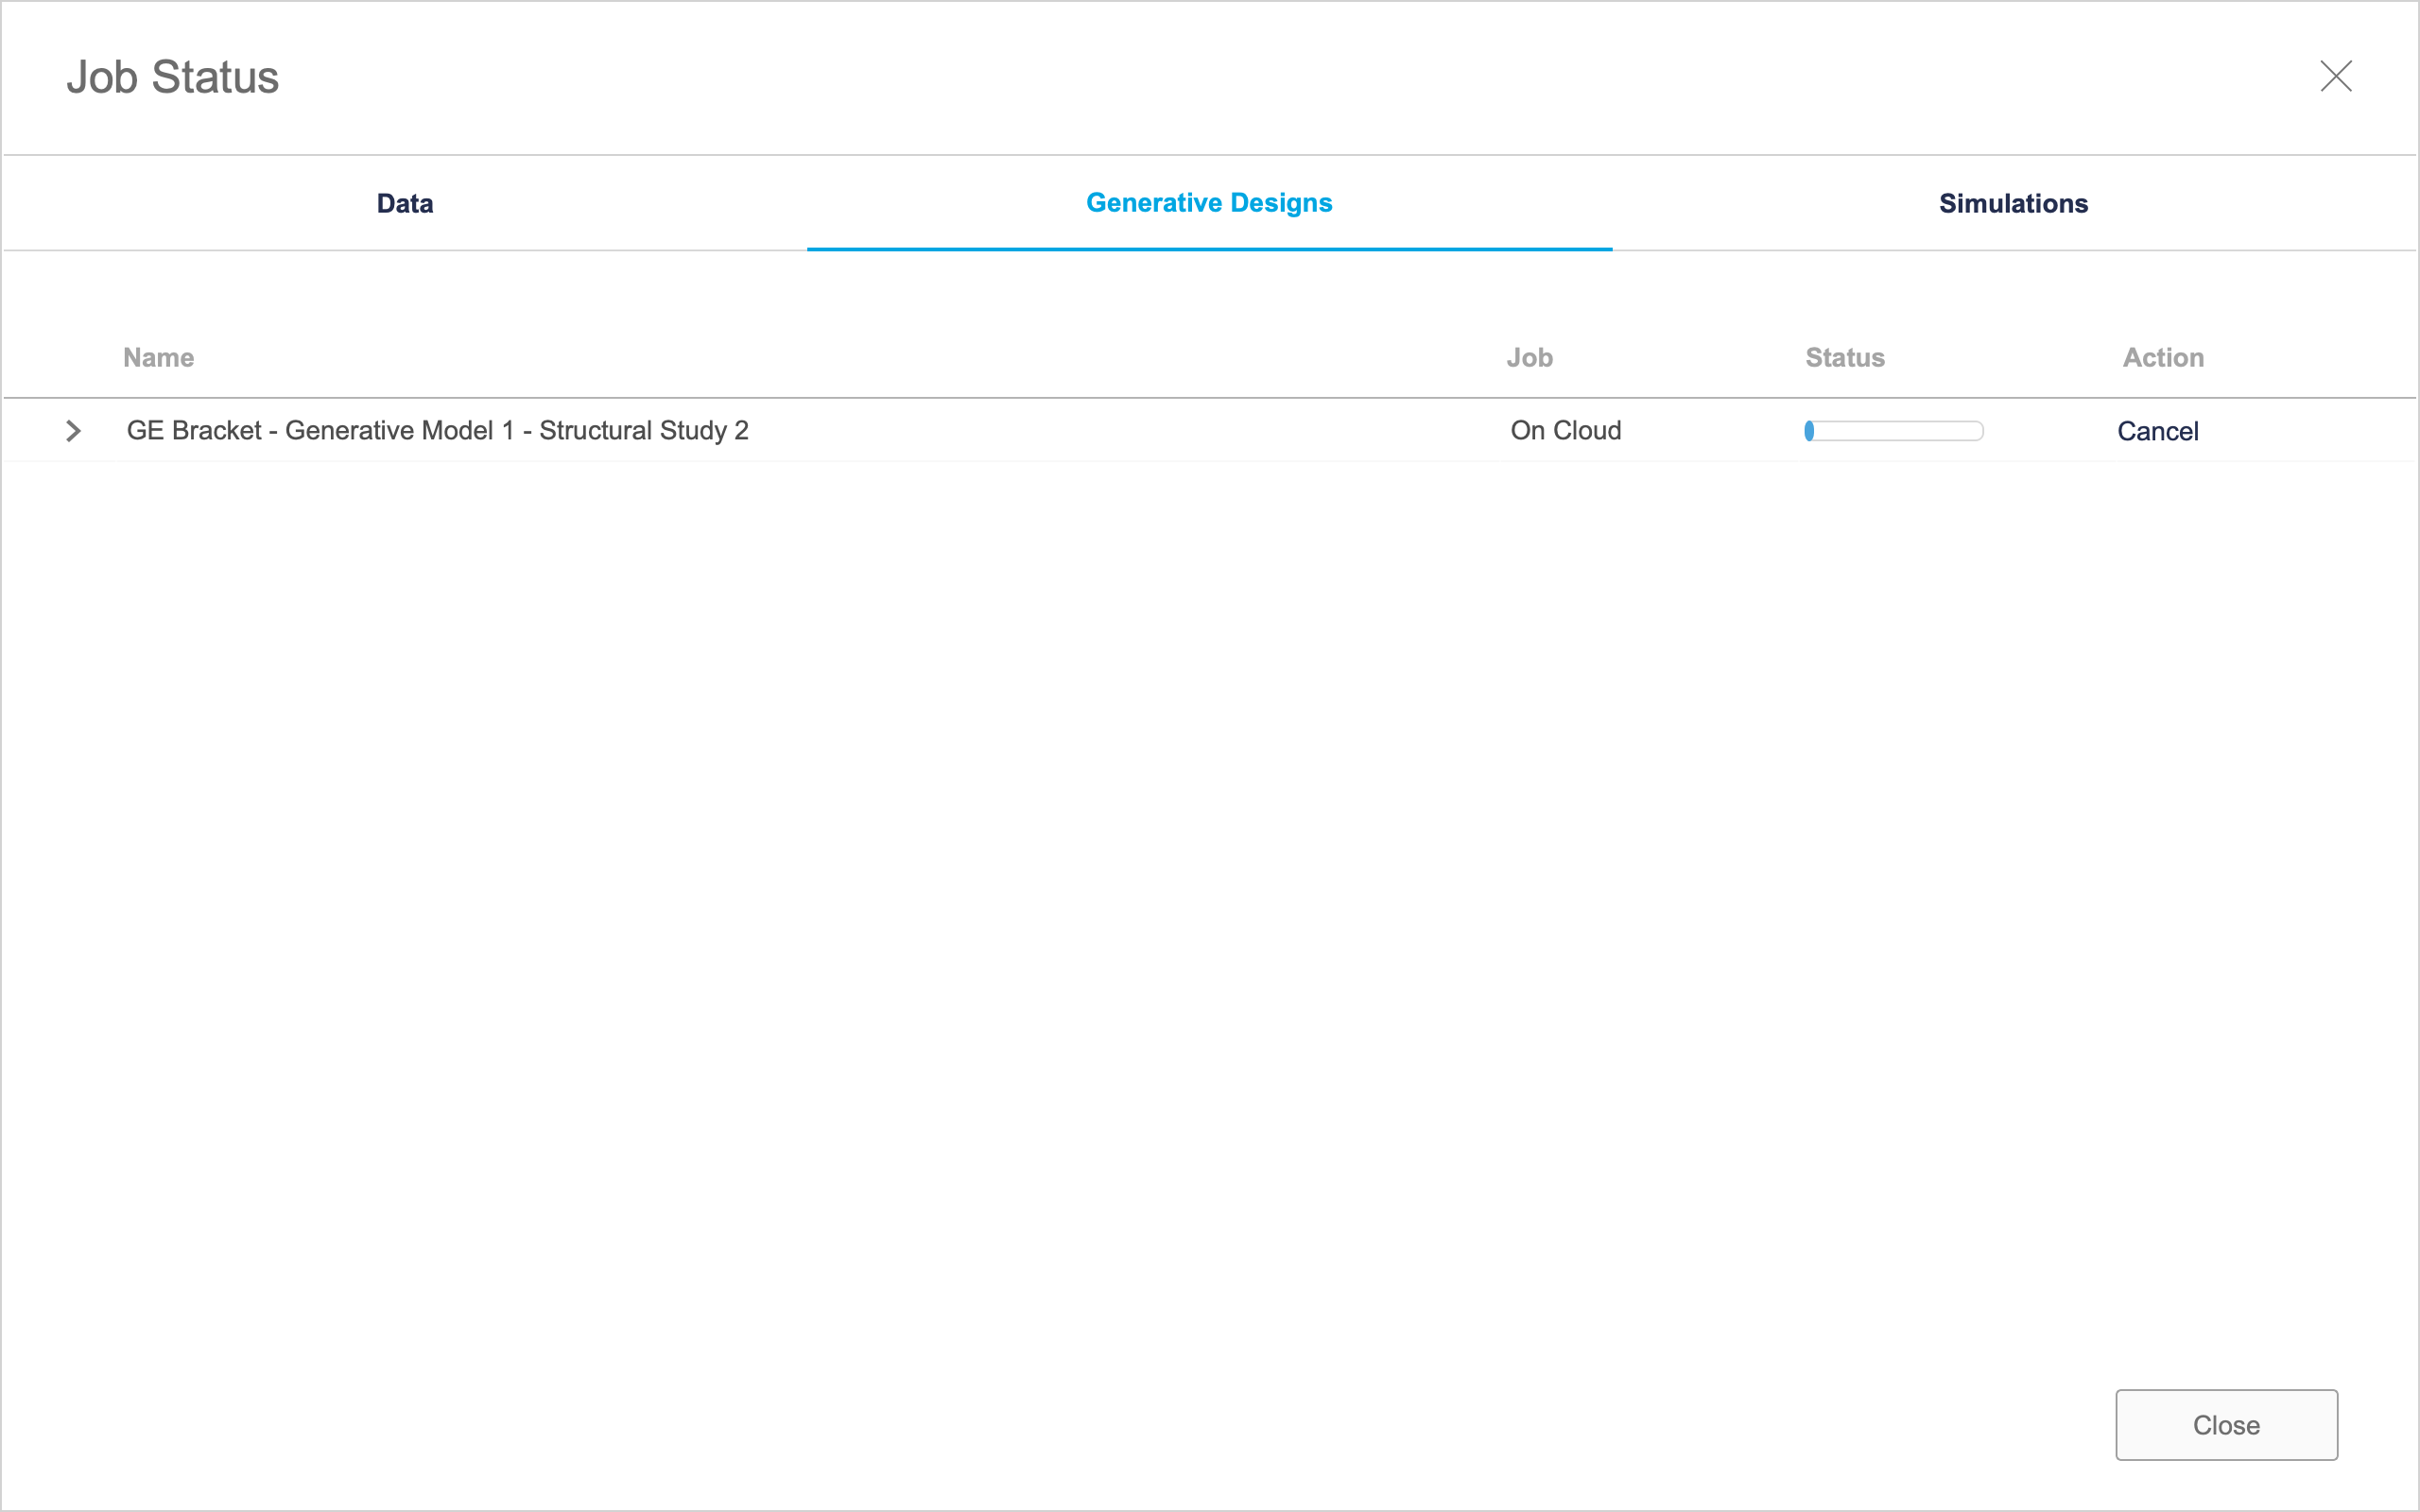 Job Status
Data Generative Designs Simulations
Name Job Status Action
GE Bracket - Generative Model 1 - Structural Study 2 On Cloud Cancel
Close